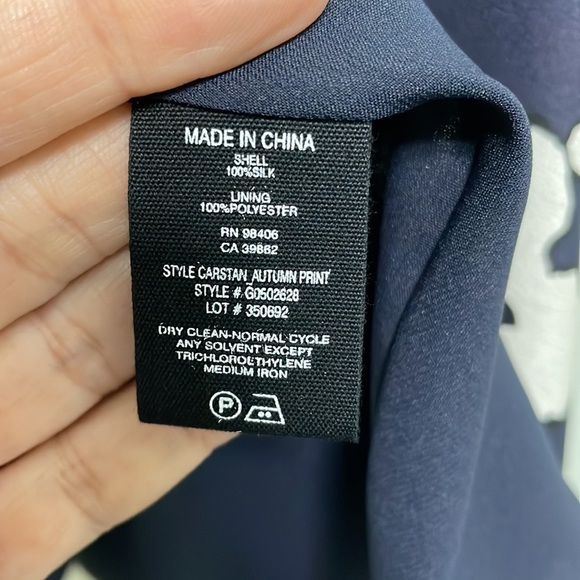 MADE IN CHINA
SHELL
100%SILK
LINING
100%POLYESTER
RN 98406
CA 39882
STYLE CARSTAN AUTUMN PRINT
STYLE #.G0502628
LOT # 350692
DRY CLEAN-NORMAL CYCLE
ANY SOLVENT EXCEPT
TRICHLOROETHYLENE
MEDIUM IRON
P